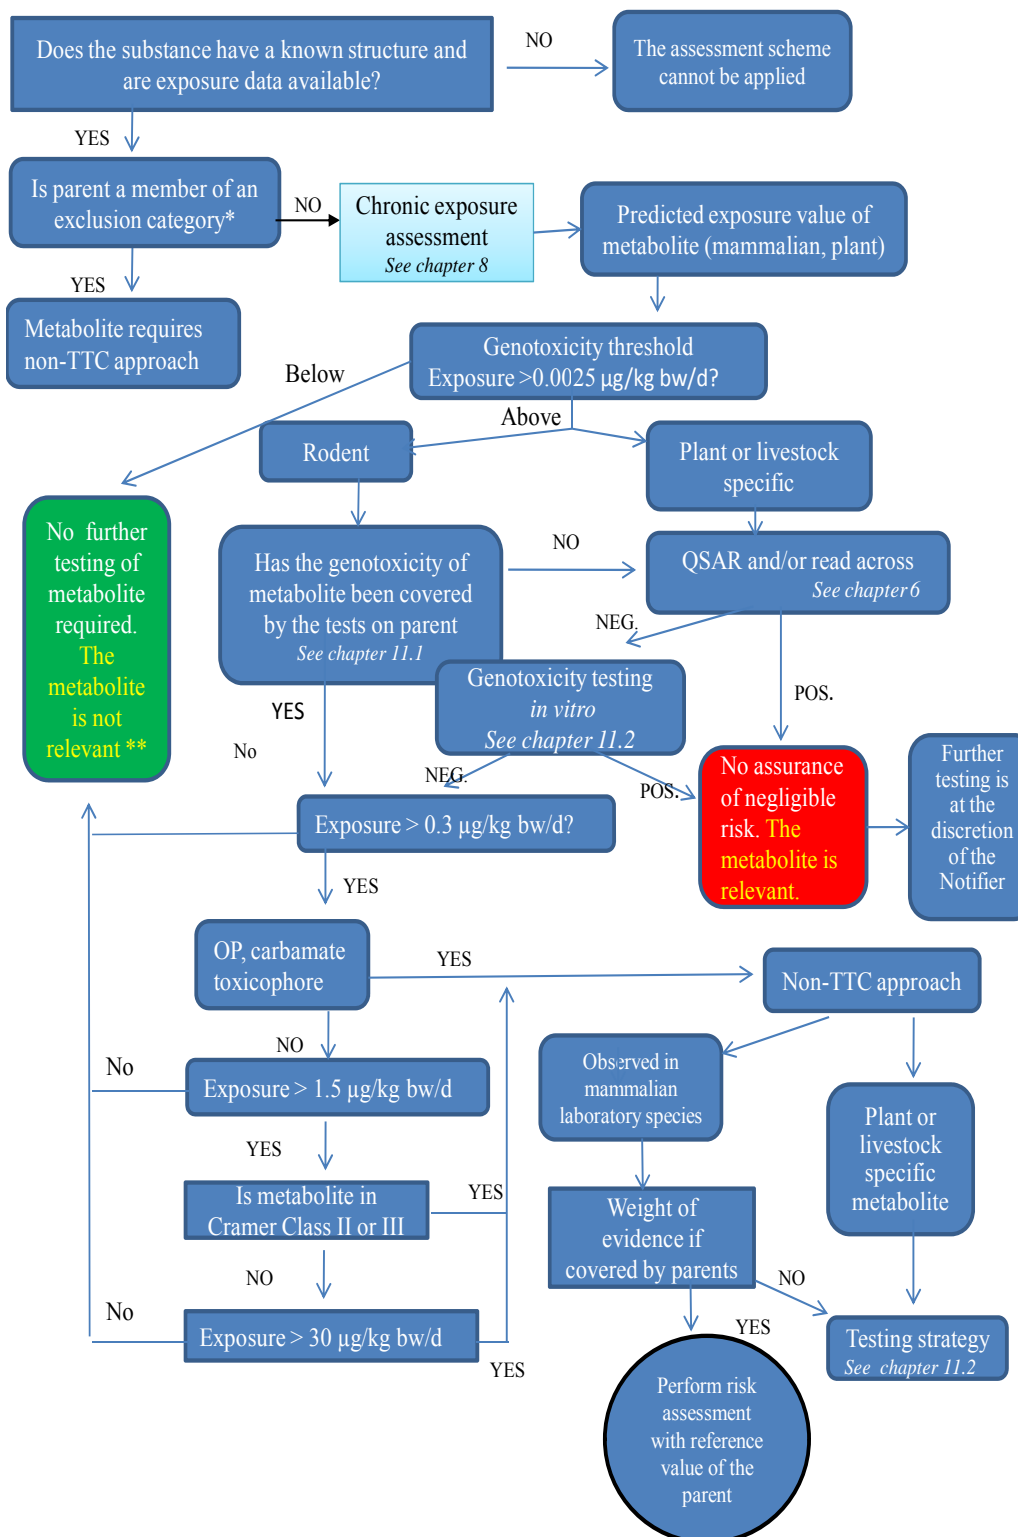 Does the substance have a known structure and
are exposure data available?
NO
The assessment scheme
cannot be applied
YES
Is parent a member of an
exclusion category*
NO
Chronic exposure
assessment
See chapter 8
Predicted exposure value of
metabolite (mammalian, plant)
YES
Metabolite requires
non-TTC approach
Genotoxicity threshold
Exposure >0.0025 µg/kg bw/d?
Below
Above
Rodent
Plant or livestock
specific
No further
testing of
metabolite
required.
The
metabolite
is not
relevant **
Has the genotoxicity of
metabolite been covered
by the tests on parent
See chapter 11.1
NO
QSAR and/or read across
See chapter 6
NEG.
POS.
Genotoxicity testing
in vitro
See chapter 11.2
YES
No
NEG.
POS.
No assurance
of negligible
risk. The
metabolite is
relevant.
Further
testing is
at the
discretion
of the
Notifier
Exposure > 0.3 µg/kg bw/d?
YES
OP, carbamate
toxicophore
YES
Non-TTC approach
NO
No
Exposure > 1.5 µg/kg bw/d
Observed in
mammalian
laboratory species
Plant or
livestock
specific
metabolite
YES
Is metabolite in
Cramer Class II or III
YES
Weight of
evidence if
covered by parents
NO
NO
No
Exposure > 30 µg/kg bw/d
YES
YES
Testing strategy
See chapter 11.2
Perform risk
assessment
with reference
value of the
parent